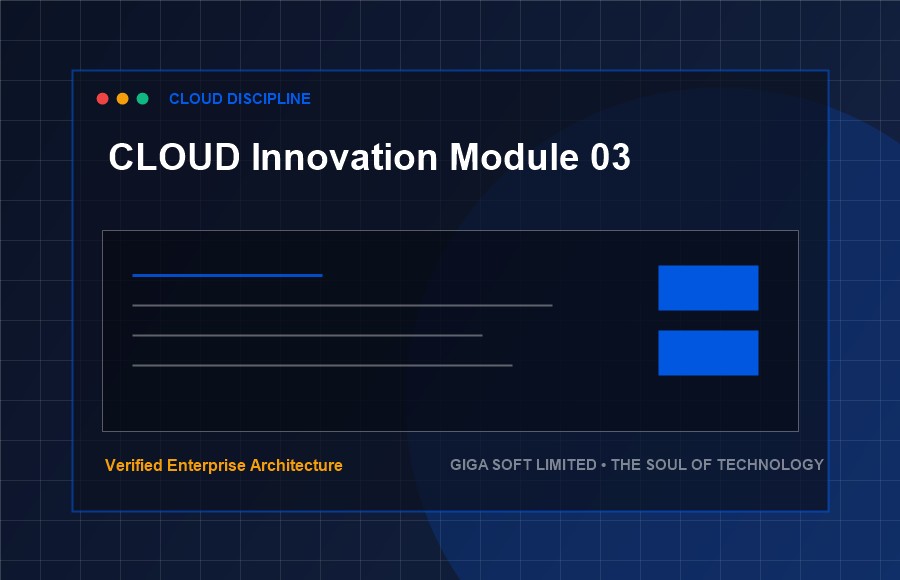 CLOUD DISCIPLINE
CLOUD Innovation Module 03
Verified Enterprise Architecture
GIGA SOFT LIMITED • THE SOUL OF TECHNOLOGY